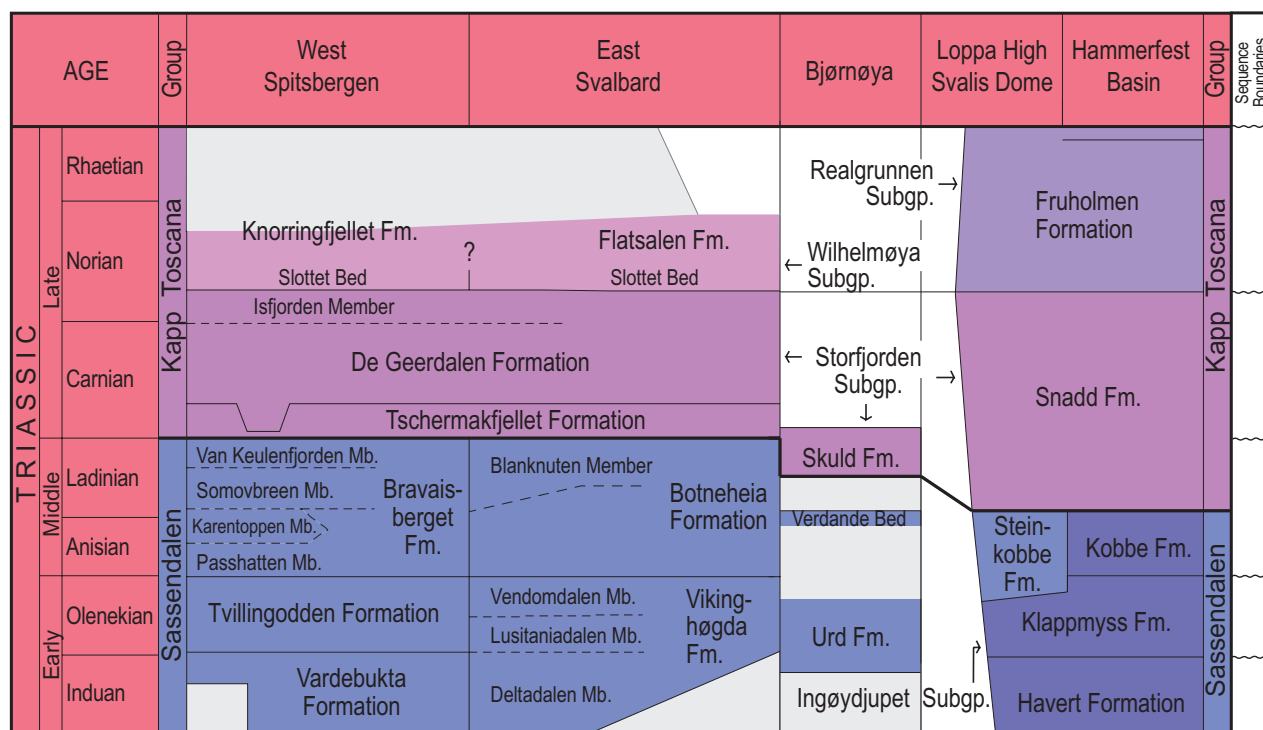 AGE
Group
West
Spitsbergen
East
Svalbard
Bjørnøya
Loppa High
Svalis Dome
Hammerfest
Basin
Group
Sequence
Boundaries
TRIASSIC
Late
Middle
Early
Rhaetian
Norian
Carnian
Ladinian
Anisian
Olenekian
Induan
Kapp Toscana
Sassendalen
Knorringfjellet Fm.
?
Flatsalen Fm.
Slottet Bed
Slottet Bed
Isfjorden Member
De Geerdalen Formation
Tschermakfjellet Formation
Van Keulenfjorden Mb.
Somovbreen Mb.
Karentoppen Mb.
Passhatten Mb.
Bravais-
berget
Fm.
Blanknuten Member
Botneheia
Formation
Tvillingodden Formation
Vendomdalen Mb.
Lusitaniadalen Mb.
Viking-
høgda
Fm.
Vardebukta
Formation
Deltadalen Mb.
Realgrunnen
Subgp.
Wilhelmøya
Subgp.
Storfjorden
Subgp.
Skuld Fm.
Verdande Bed
Urd Fm.
Ingøydjupet
Subgp.
Fruholmen
Formation
Snadd Fm.
Stein-
kobbe
Fm.
Kobbe Fm.
Klappmyss Fm.
Havert Formation
Kapp Toscana
Sassendalen